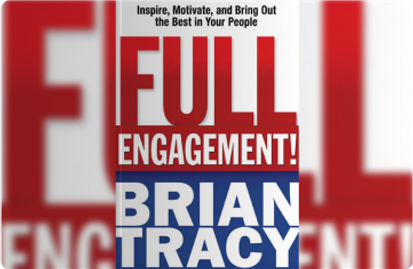 Inspire, Motivate, and Bring Out
the Best in Your People
FULL
ENGAGEMENT!
BRIAN
TRACY